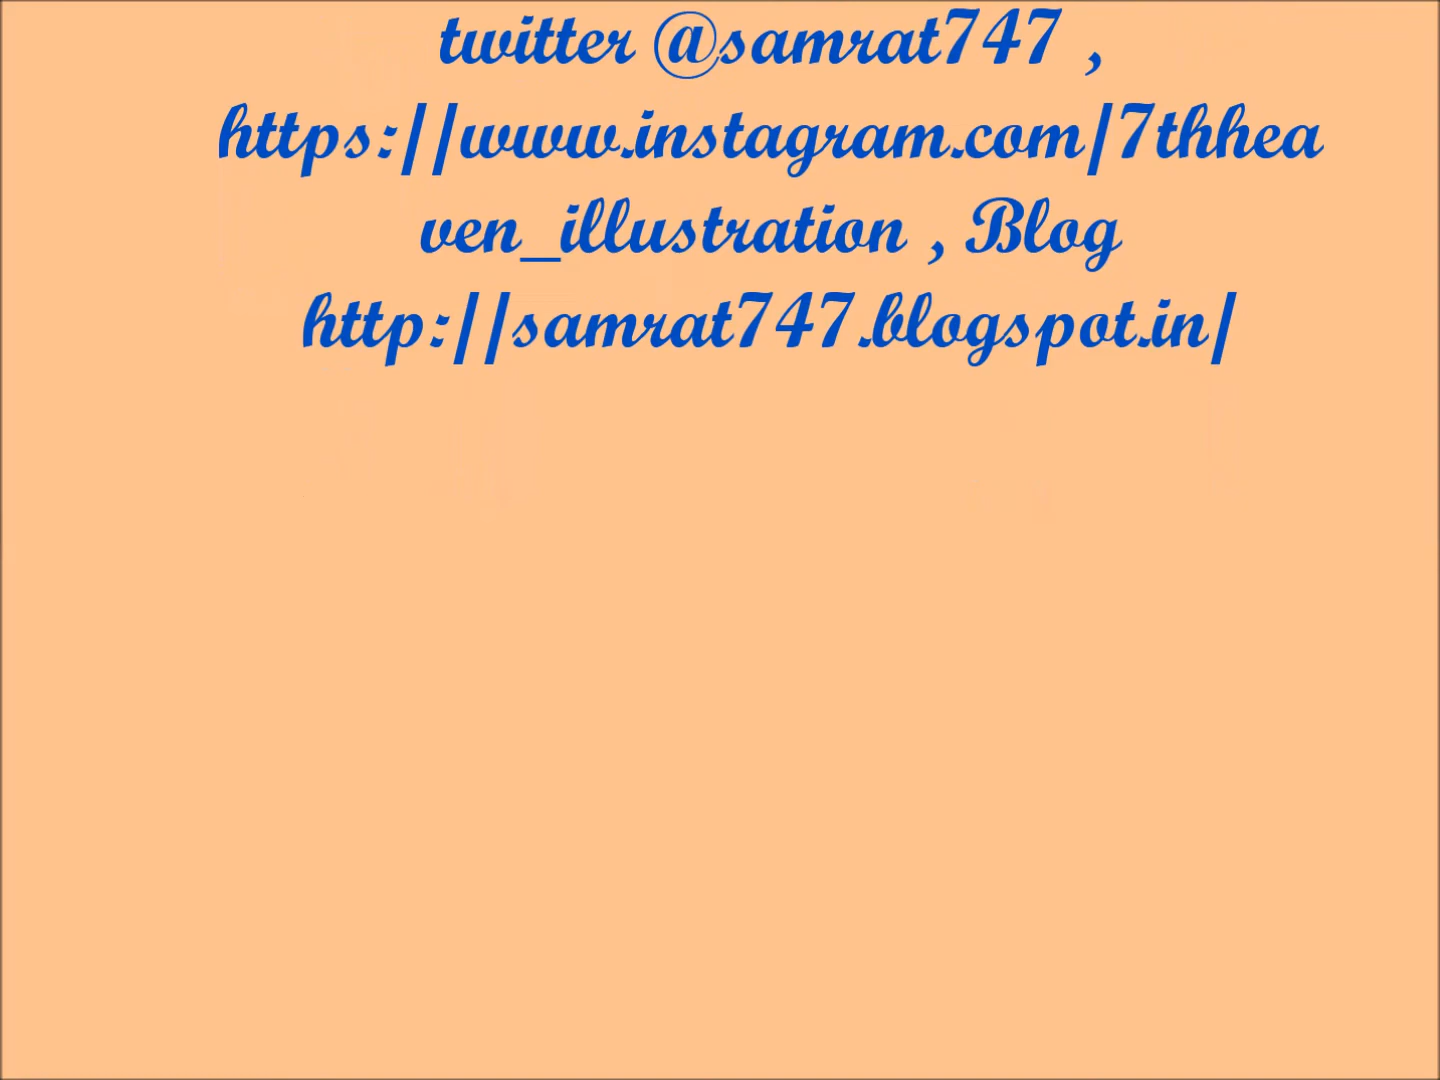 twitter @samrat747 ,
https://www.instagram.com/7thhea
ven_illustration , Blog
http://samrat747.blogspot.in/